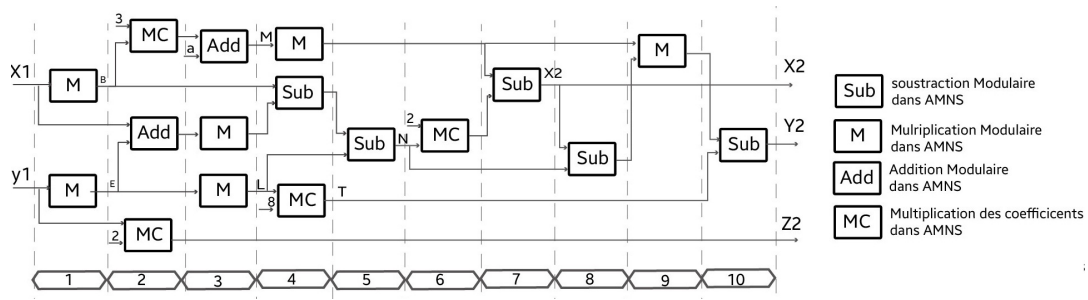 3
MC
a
Add
M
M
M
X1
M
B
Sub
Sub
X2
X2
Sub
soustraction Modulaire
dans AMNS
Add
M
Sub
N
2
MC
Sub
Sub
Y2
M
Mulriplication Modulaire
dans AMNS
y1
M
E
M
L
8
MC
T
Add
Addition Modulaire
dans AMNS
2
MC
Z2
MC
Multiplication des coefiicents
dans AMNS
1
2
3
4
5
6
7
8
9
10